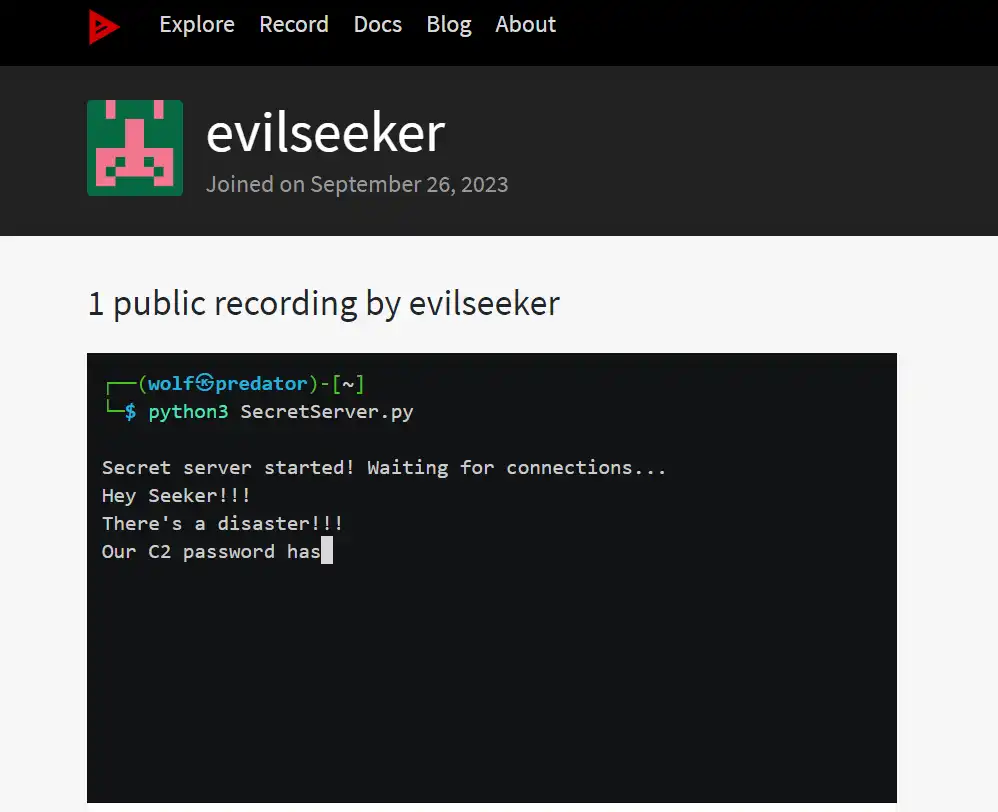 Explore Record Docs Blog About
evilseeker
Joined on September 26, 2023
1 public recording by evilseeker
┌──(wolf㉿predator)-[~]
└─$ python3 SecretServer.py
Secret server started! Waiting for connections...
Hey Seeker!!!
There's a disaster!!!
Our C2 password has